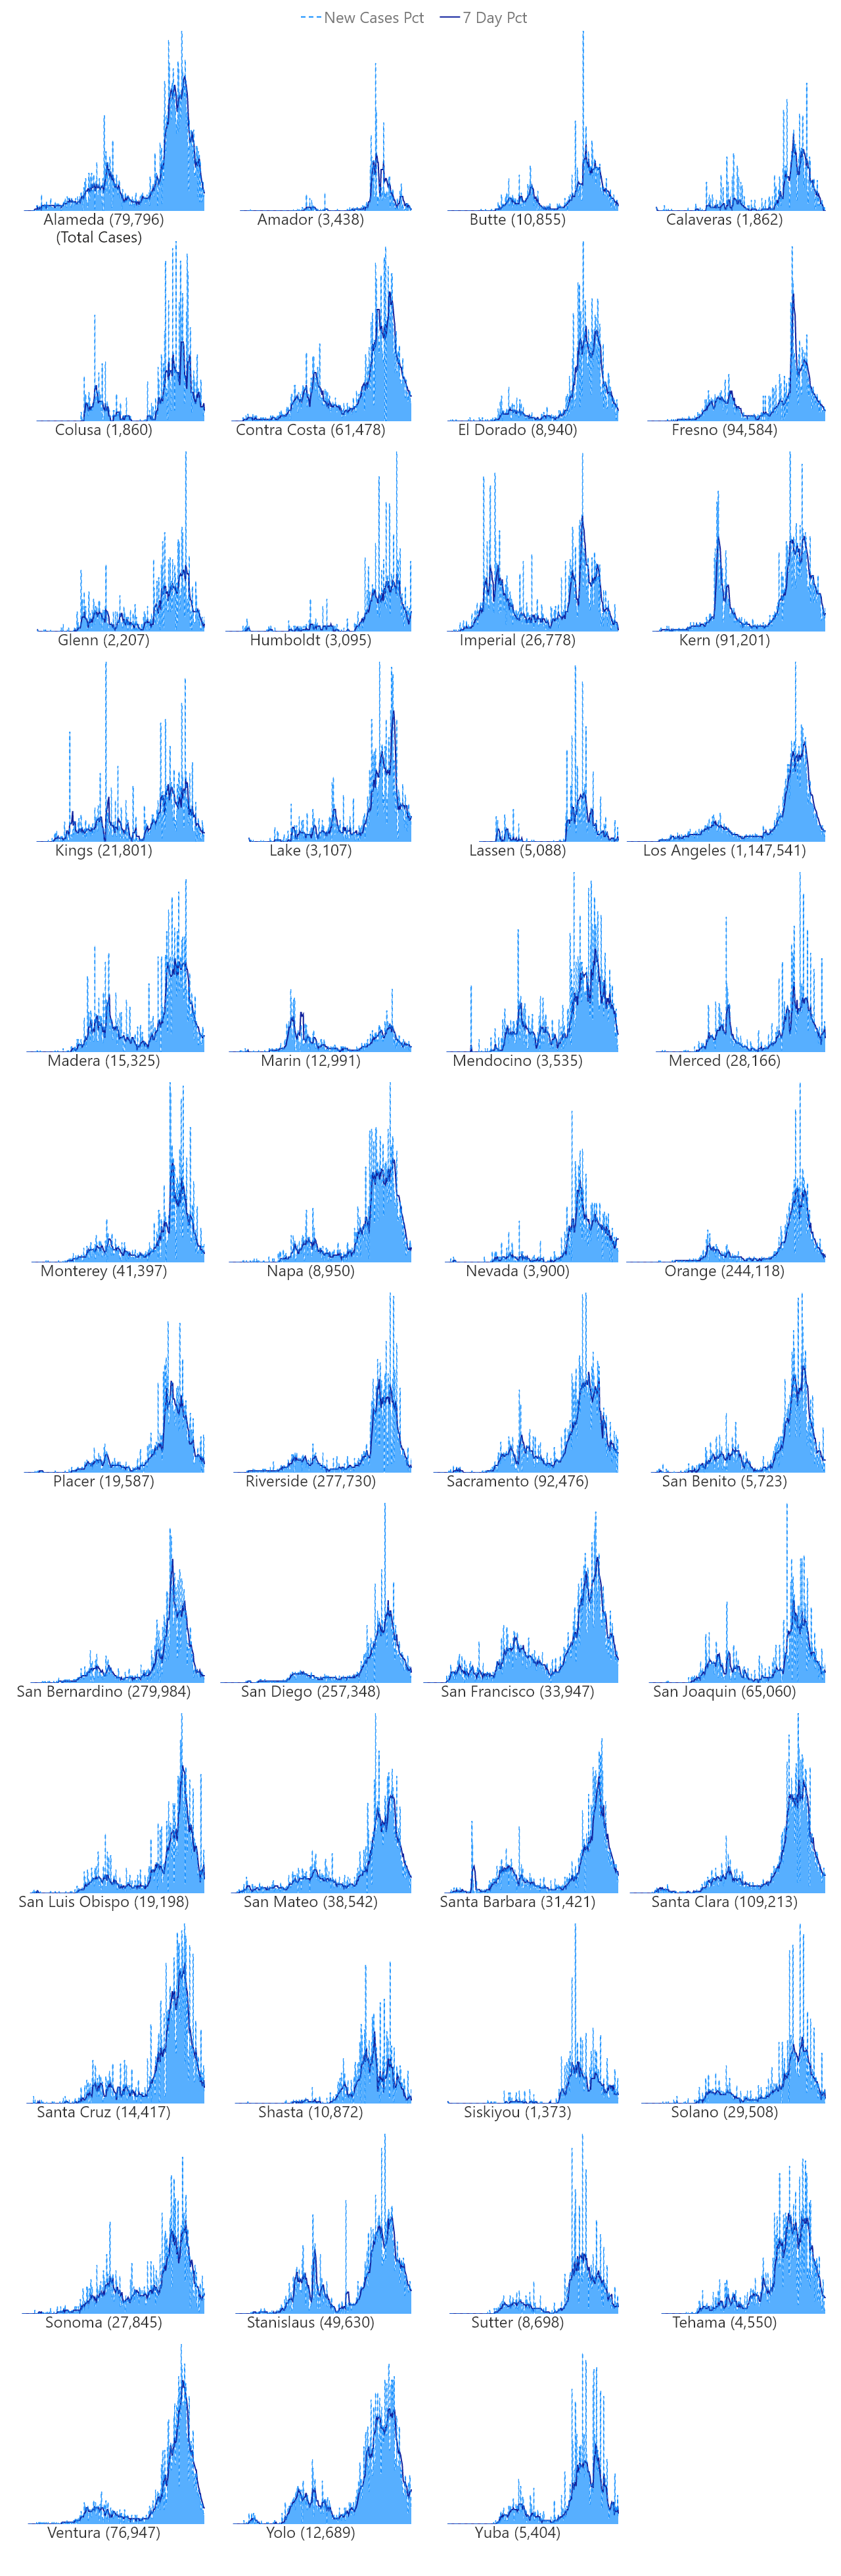 New Cases Pct 7 Day Pct
Alameda (79,796)
(Total Cases)
Amador (3,438)
Butte (10,855)
Calaveras (1,862)
Colusa (1,860)
Contra Costa (61,478)
El Dorado (8,940)
Fresno (94,584)
Glenn (2,207)
Humboldt (3,095)
Imperial (26,778)
Kern (91,201)
Kings (21,801)
Lake (3,107)
Lassen (5,088)
Los Angeles (1,147,541)
Madera (15,325)
Marin (12,991)
Mendocino (3,535)
Merced (28,166)
Monterey (41,397)
Napa (8,950)
Nevada (3,900)
Orange (244,118)
Placer (19,587)
Riverside (277,730)
Sacramento (92,476)
San Benito (5,723)
San Bernardino (279,984)
San Diego (257,348)
San Francisco (33,947)
San Joaquin (65,060)
San Luis Obispo (19,198)
San Mateo (38,542)
Santa Barbara (31,421)
Santa Clara (109,213)
Santa Cruz (14,417)
Shasta (10,872)
Siskiyou (1,373)
Solano (29,508)
Sonoma (27,845)
Stanislaus (49,630)
Sutter (8,698)
Tehama (4,550)
Ventura (76,947)
Yolo (12,689)
Yuba (5,404)